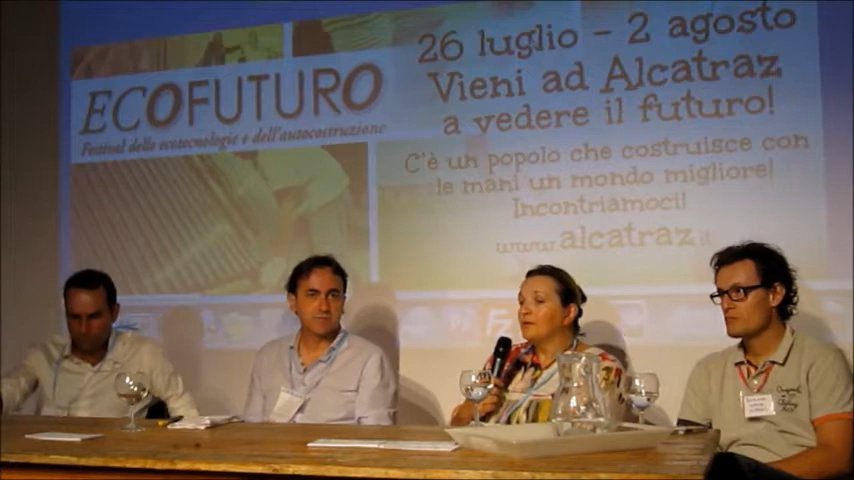 ECOFUTURO
Festival delle ecotecnologie e dell'autocostruzione
26 luglio – 2 agosto
Vieni ad Alcatraz
a vedere il futuro!
C'è un popolo che costruisce con
le mani un mondo migliore!
Incontriamoci!
www.alcatraz.it